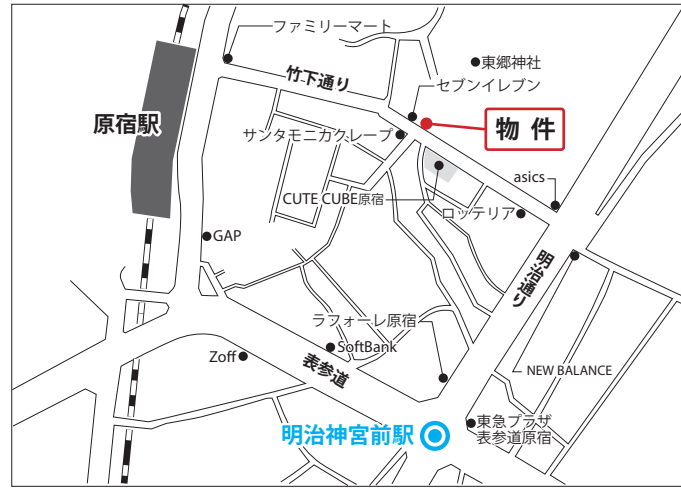 ファミリーマート
東郷神社
セブンイレブン
竹下通り
原宿駅
物件
サンタモニカクレープ
asics
CUTE CUBE原宿
ロッテリア
GAP
明治通り
ラフォーレ原宿
SoftBank
Zoff
表参道
NEW BALANCE
東急プラザ
表参道原宿
明治神宮前駅